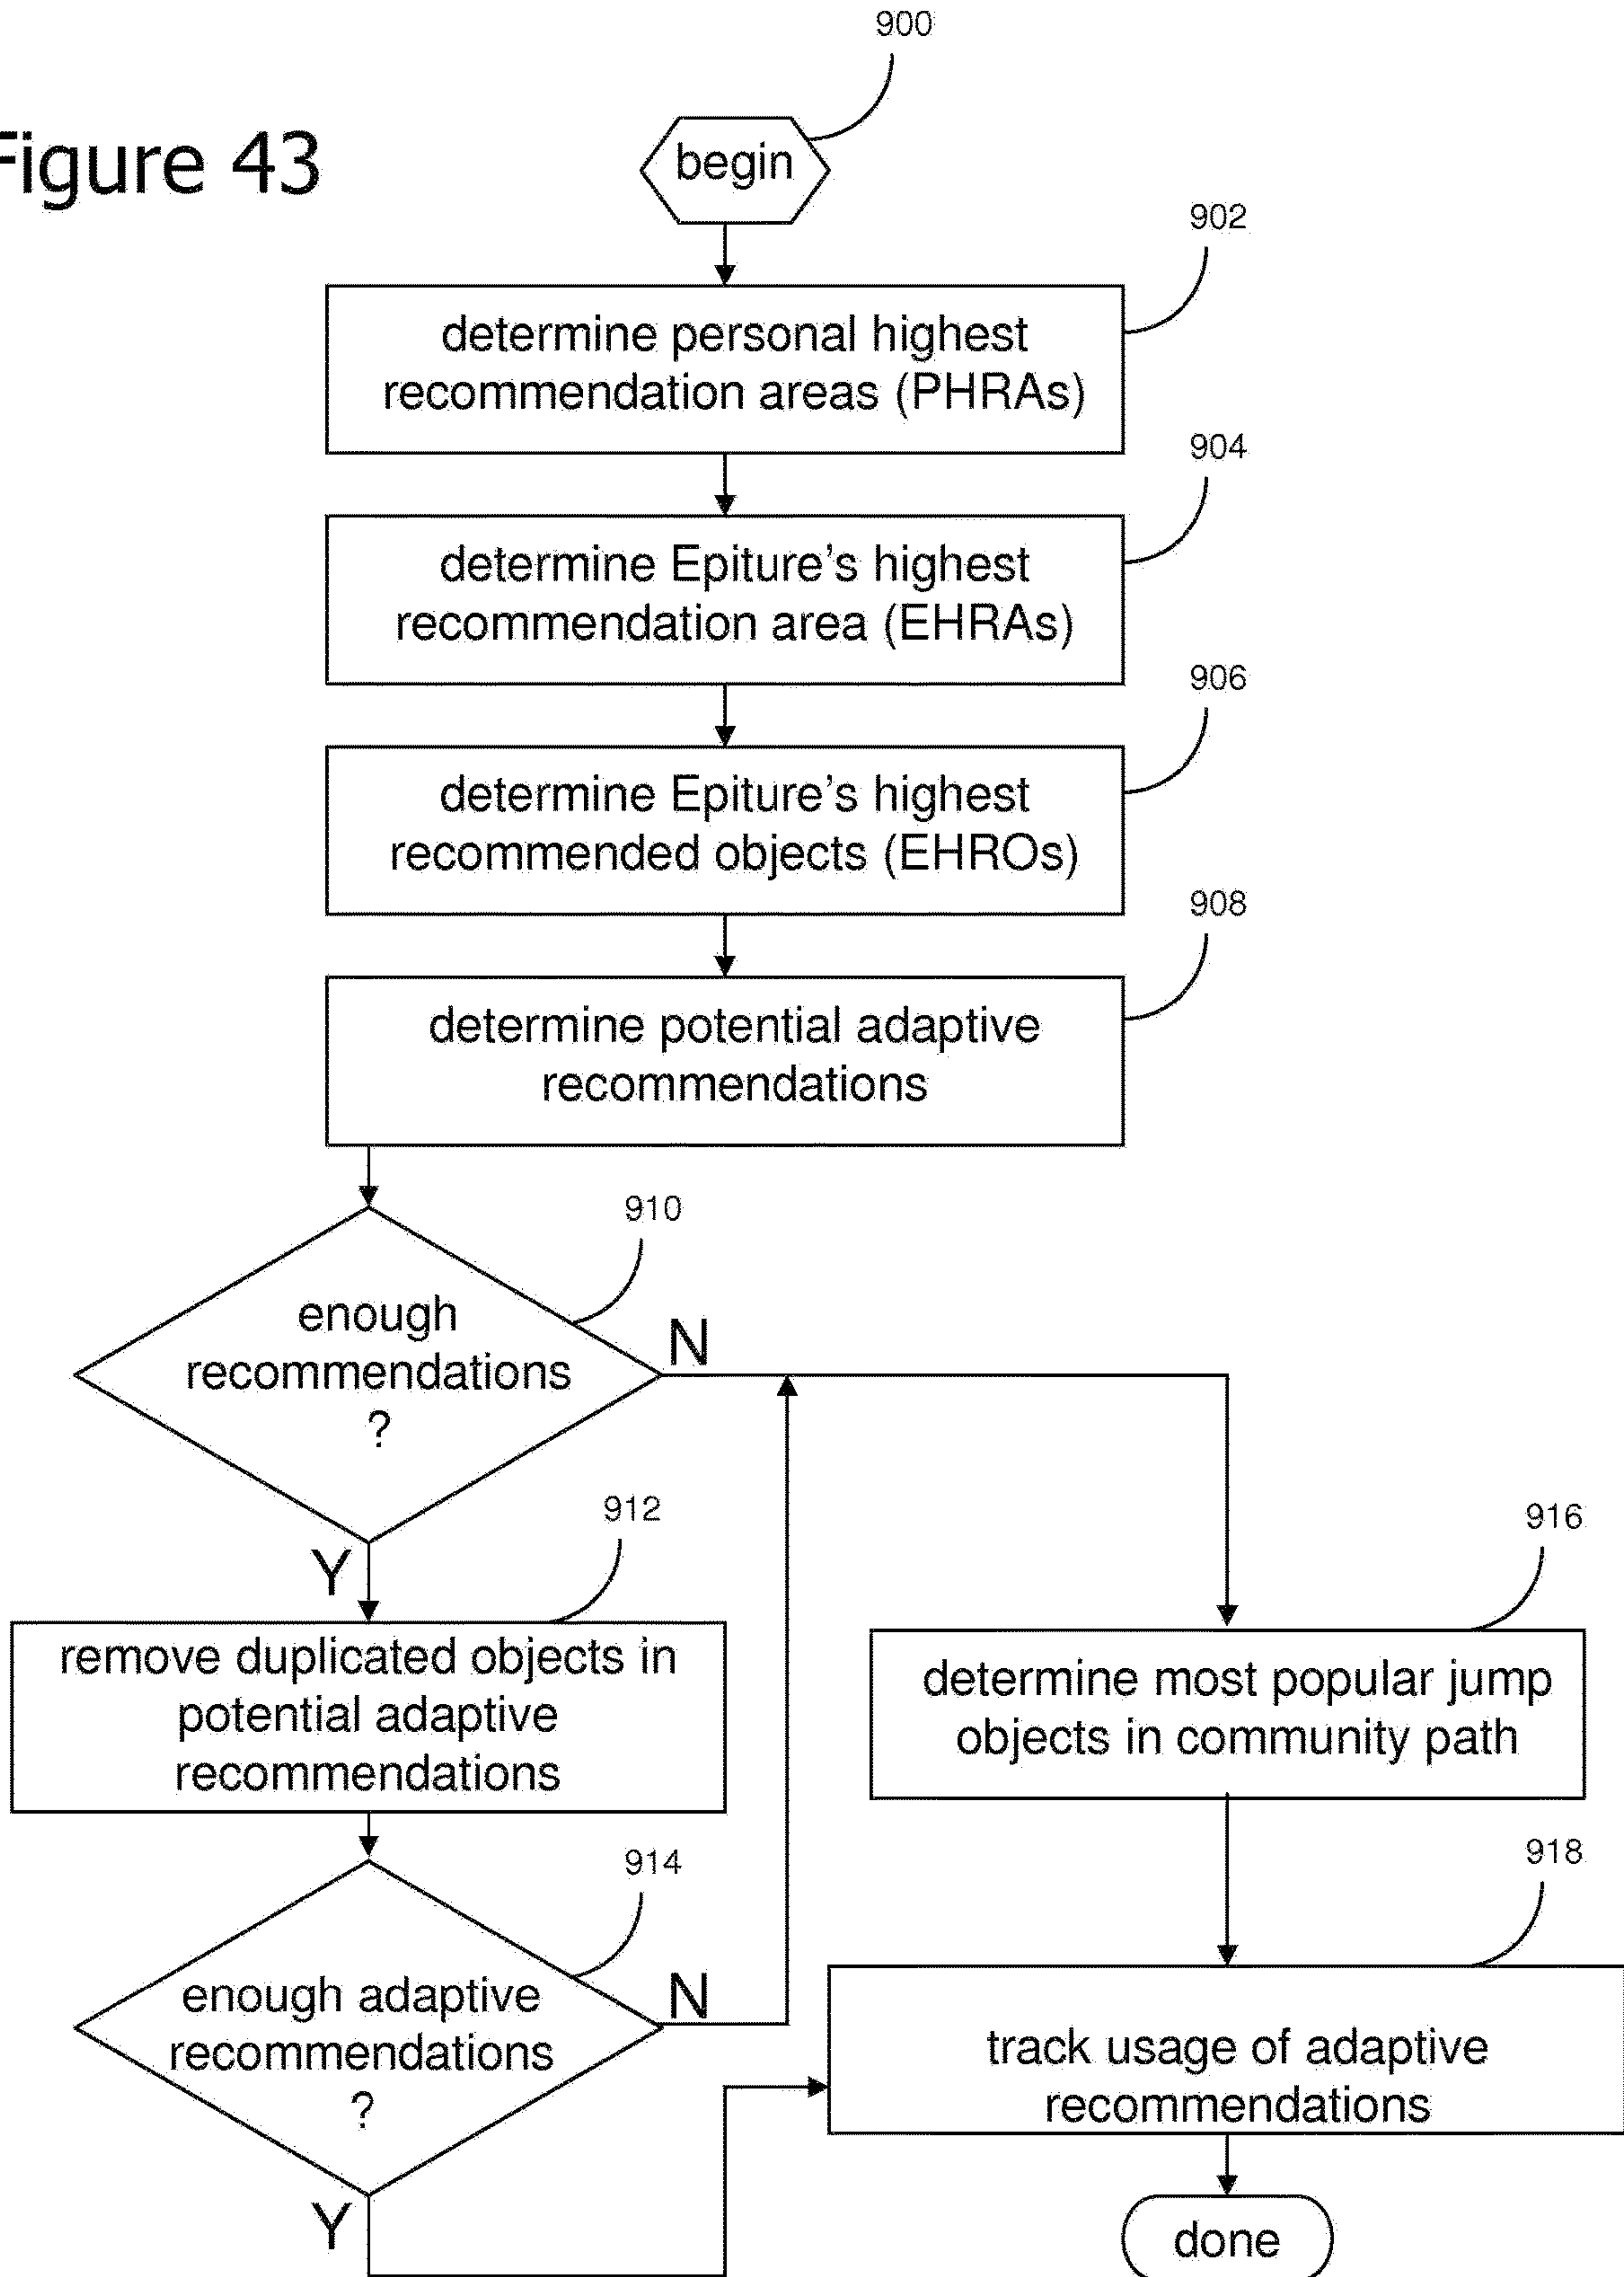 900
Figure 43
begin
902
determine personal highest
recommendation areas (PHRAs)
904
determine Epiture's highest
recommendation area (EHRAs)
906
determine Epiture's highest
recommended objects (EHROs)
908
determine potential adaptive
recommendations
910
enough
recommendations
?
N
Y
912
remove duplicated objects in
potential adaptive
recommendations
916
determine most popular jump
objects in community path
914
enough adaptive
recommendations
?
N
Y
918
track usage of adaptive
recommendations
done